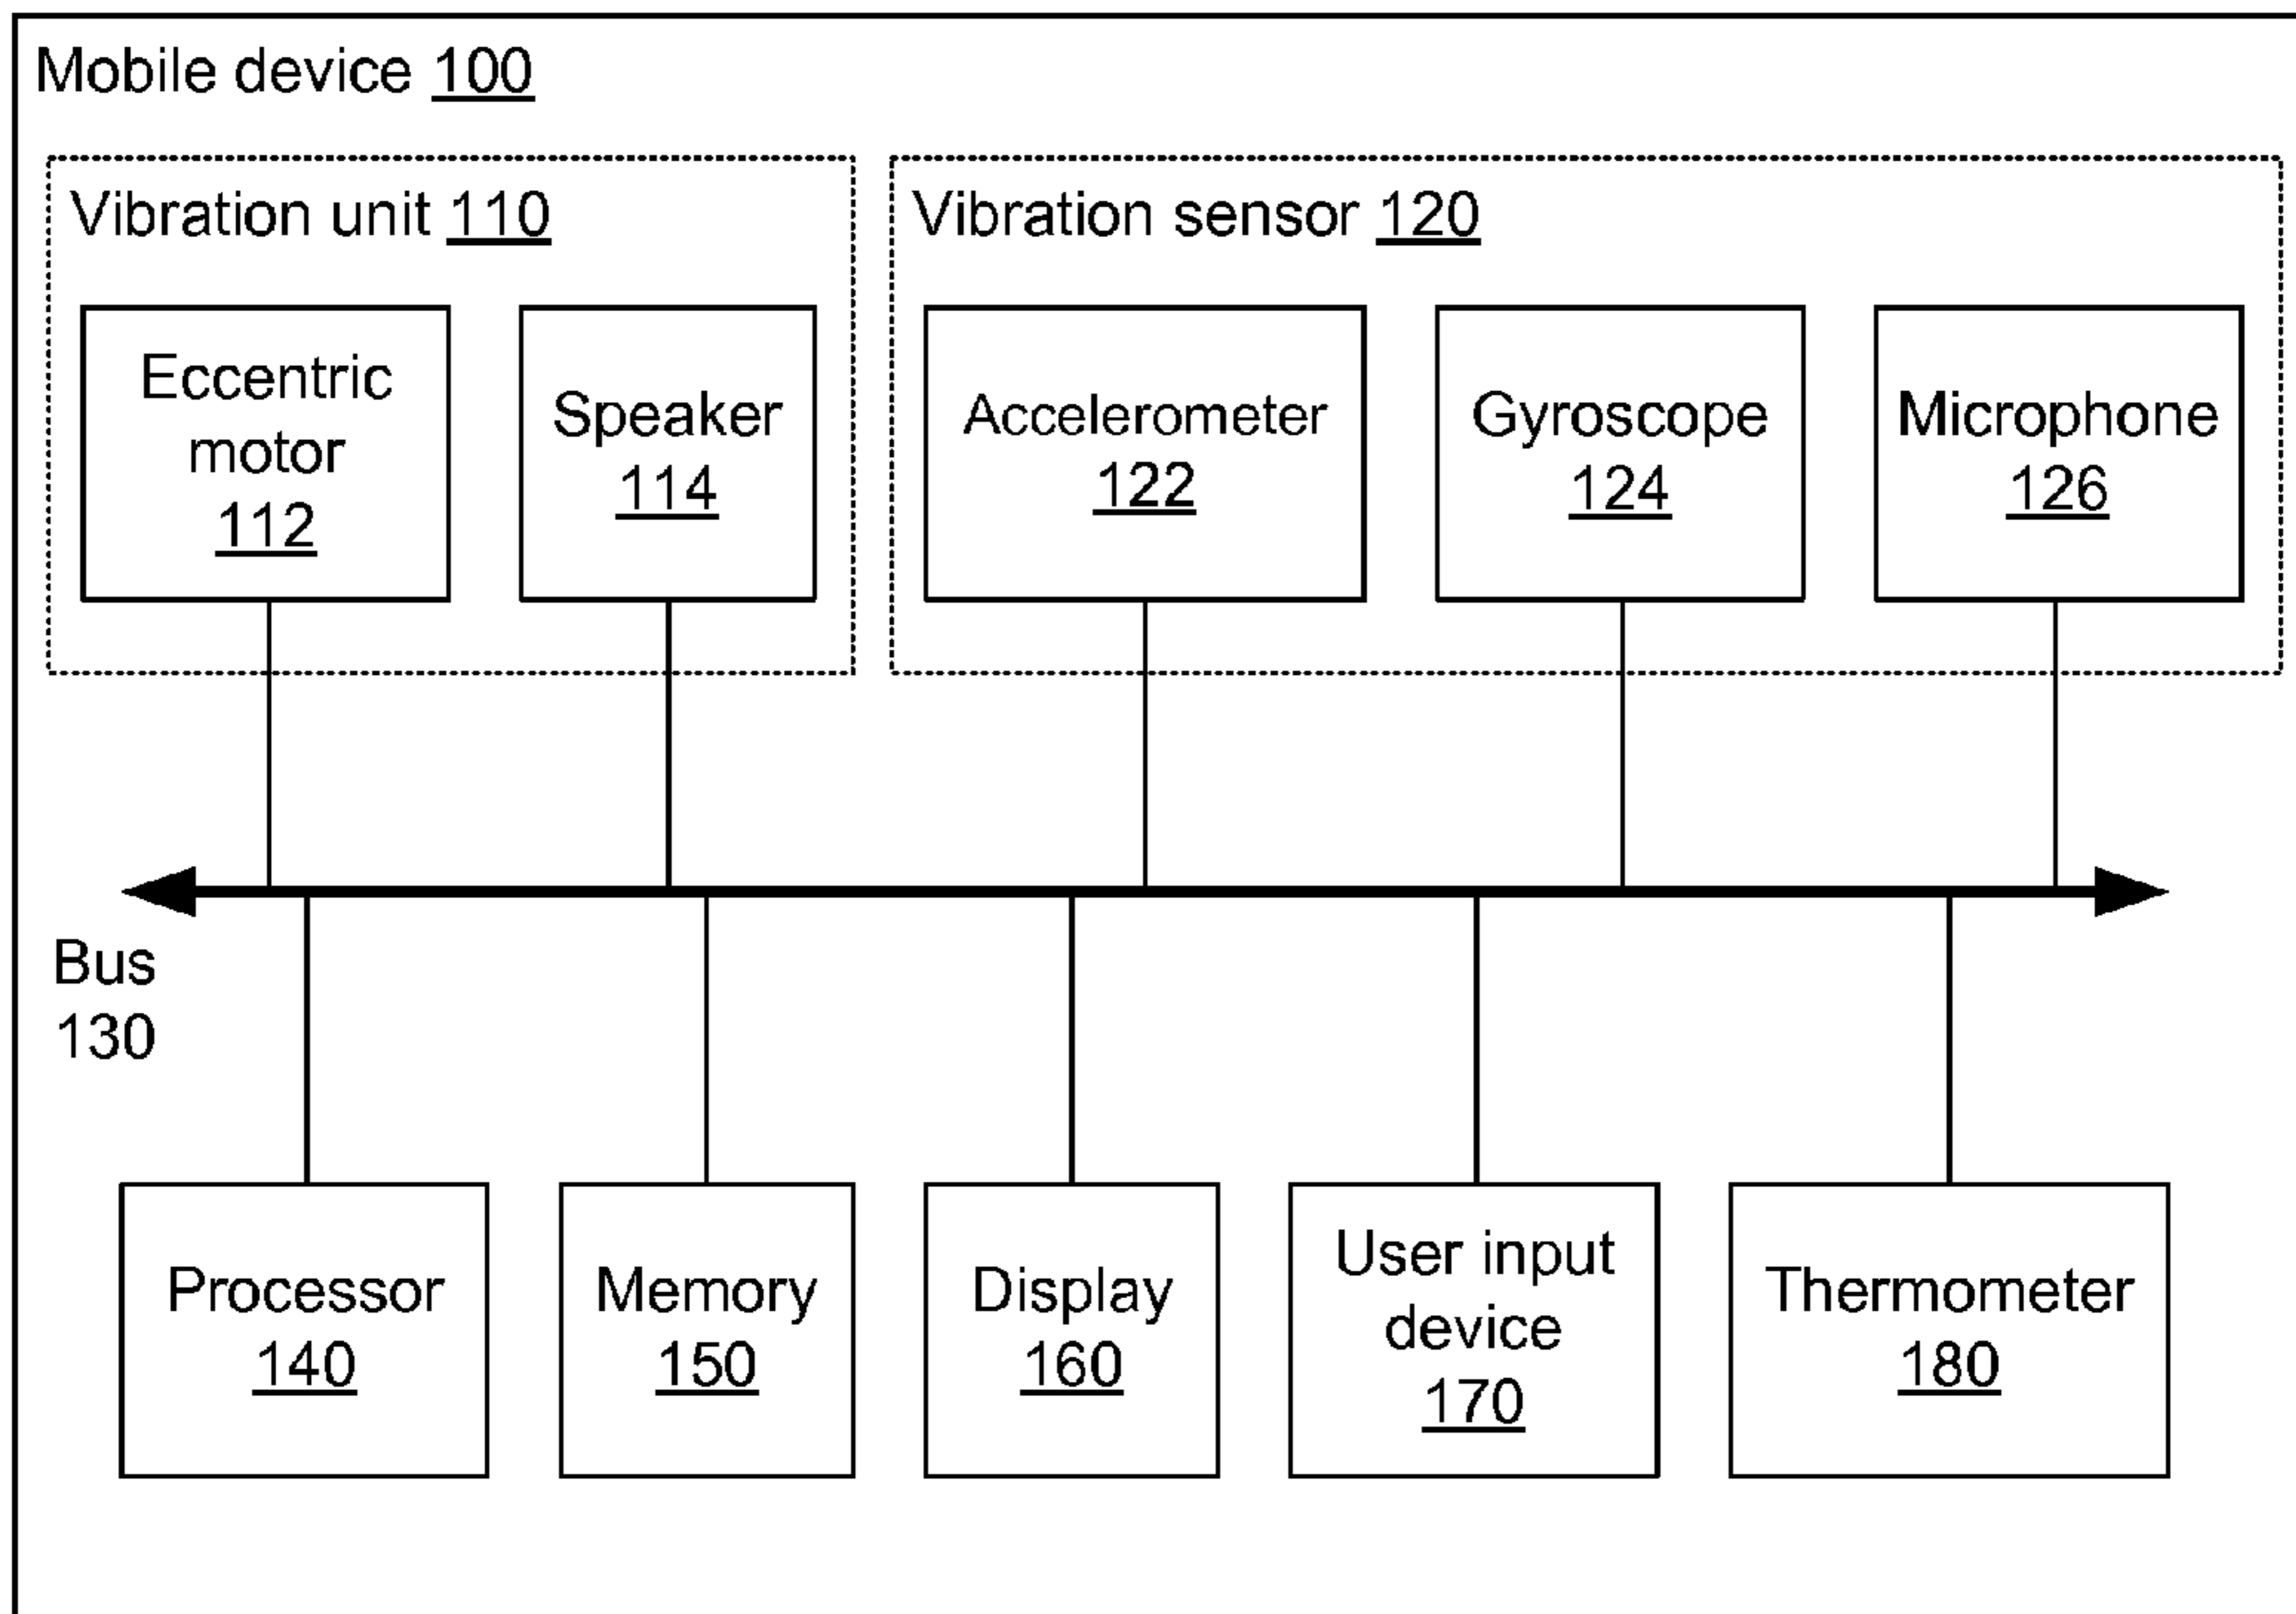 Mobile device 100
Vibration unit 110
Vibration sensor 120
Eccentric
motor
112
Speaker
114
Accelerometer
122
Gyroscope
124
Microphone
126
Bus
130
Processor
140
Memory
150
Display
160
User input
device
170
Thermometer
180